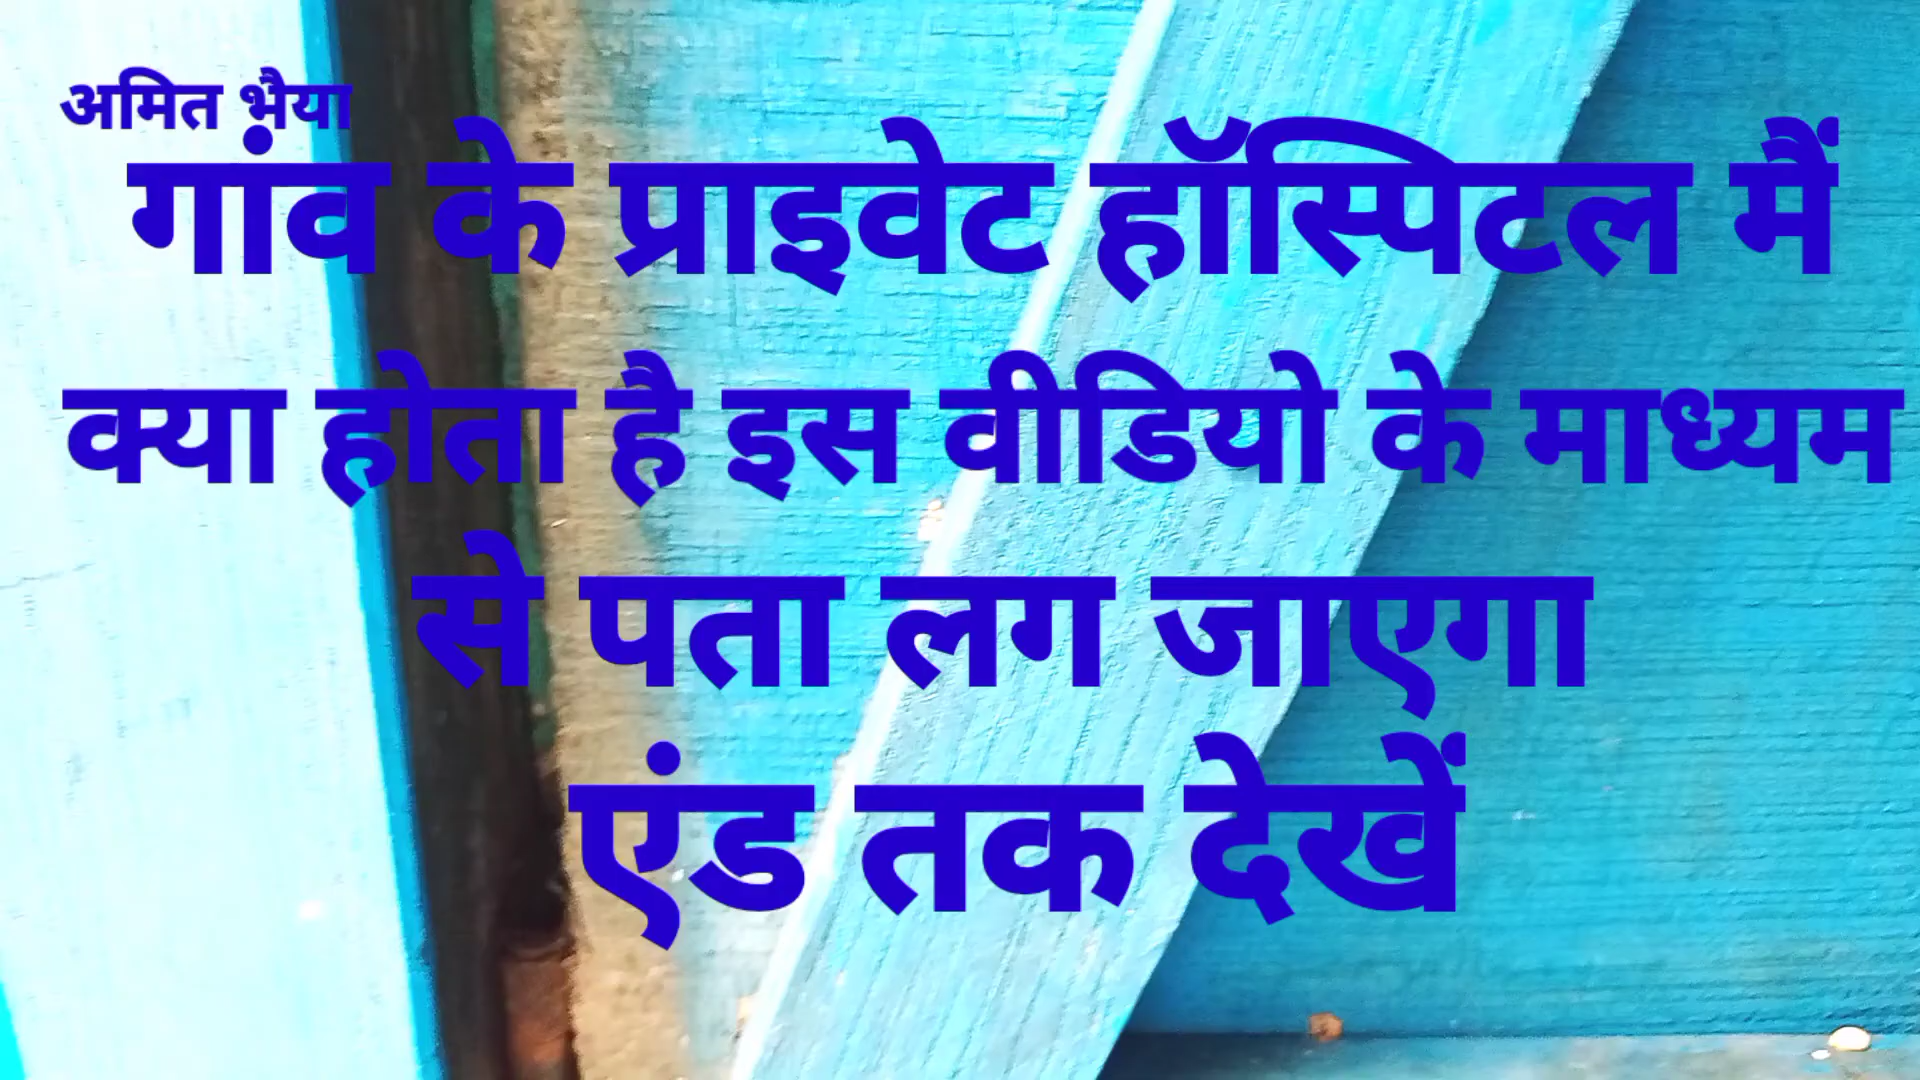 अमित भैया
गांव के प्राइवेट हॉस्पिटल मैं
क्या होता है इस वीडियो के माध्यम
से पता लग जाएगा
एंड तक देखें